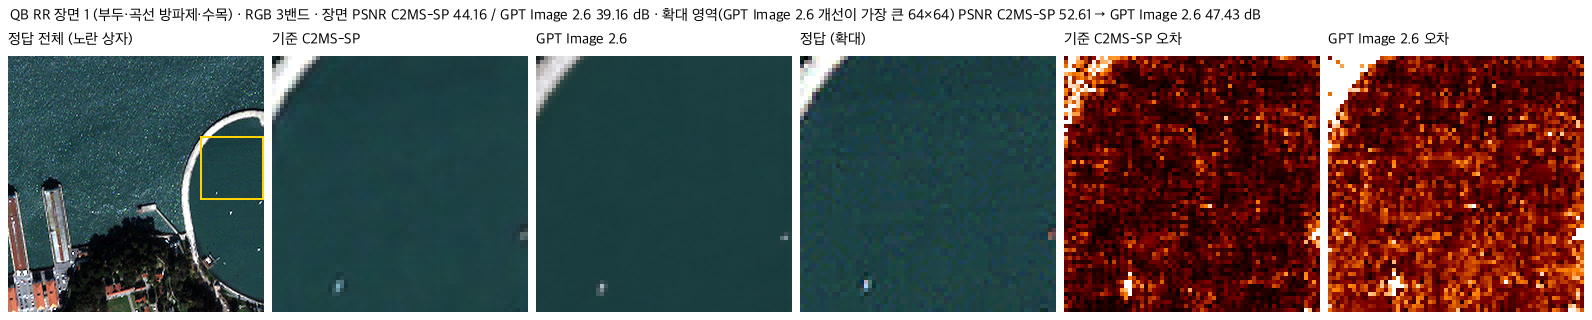 QB RR 장면 1 (부두·곡선 방파제·수목) · RGB 3밴드 · 장면 PSNR C2MS-SP 44.16 / GPT Image 2.6 39.16 dB · 확대 영역(GPT Image 2.6 개선이 가장 큰 64×64) PSNR C2MS-SP 52.61 → GPT Image 2.6 47.43 dB
정답 전체 (노란 상자)
기준 C2MS-SP
GPT Image 2.6
정답 (확대)
기준 C2MS-SP 오차
GPT Image 2.6 오차